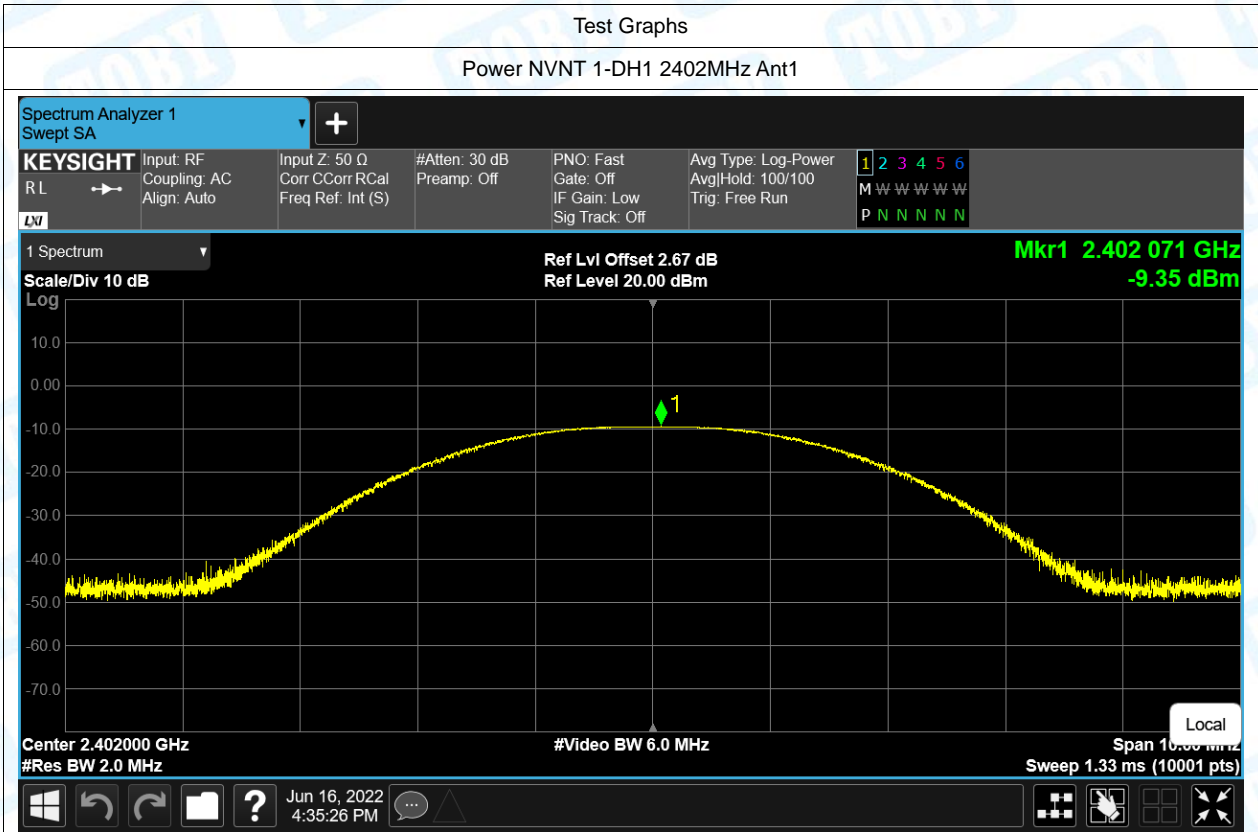 Test Graphs
Power NVNT 1-DH1 2402MHz Ant1
Spectrum Analyzer 1
Swept SA
KEYSIGHT
R L
LXI
Input: RF
Coupling: AC
Align: Auto
Input Z: 50 Ω
Corr CCorr RCal
Freq Ref: Int (S)
#Atten: 30 dB
Preamp: Off
PNO: Fast
Gate: Off
IF Gain: Low
Sig Track: Off
Avg Type: Log-Power
Avg|Hold: 100/100
Trig: Free Run
1 2 3 4 5 6
M W W W W W
P N N N N N
1 Spectrum
Scale/Div 10 dB
Ref Lvl Offset 2.67 dB
Ref Level 20.00 dBm
Mkr1 2.402 071 GHz
-9.35 dBm
Log
10.0
0.00
-10.0
-20.0
-30.0
-40.0
-50.0
-60.0
-70.0
1
Local
Center 2.402000 GHz
#Video BW 6.0 MHz
Span 10.00 MHz
#Res BW 2.0 MHz
Sweep 1.33 ms (10001 pts)
?
Jun 16, 2022
4:35:26 PM
TOBY